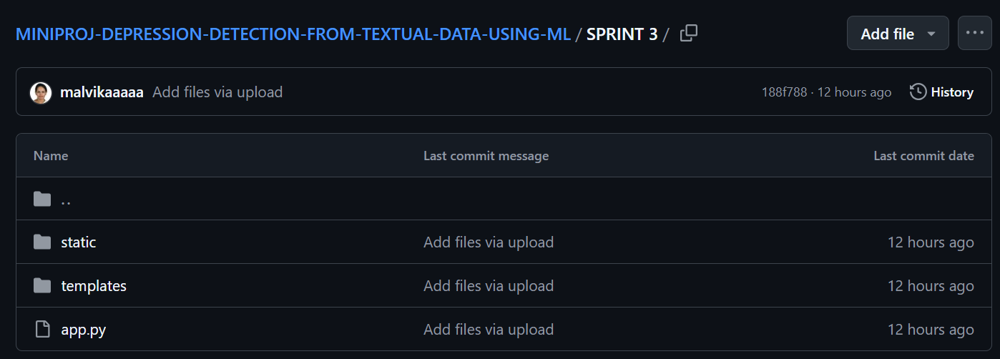 MINIPROJ-DEPRESSION-DETECTION-FROM-TEXTUAL-DATA-USING-ML / SPRINT 3 / Add file ...
malvikaaaaa Add files via upload 188f788 · 12 hours ago History
Name Last commit message Last commit date
..
static Add files via upload 12 hours ago
templates Add files via upload 12 hours ago
app.py Add files via upload 12 hours ago